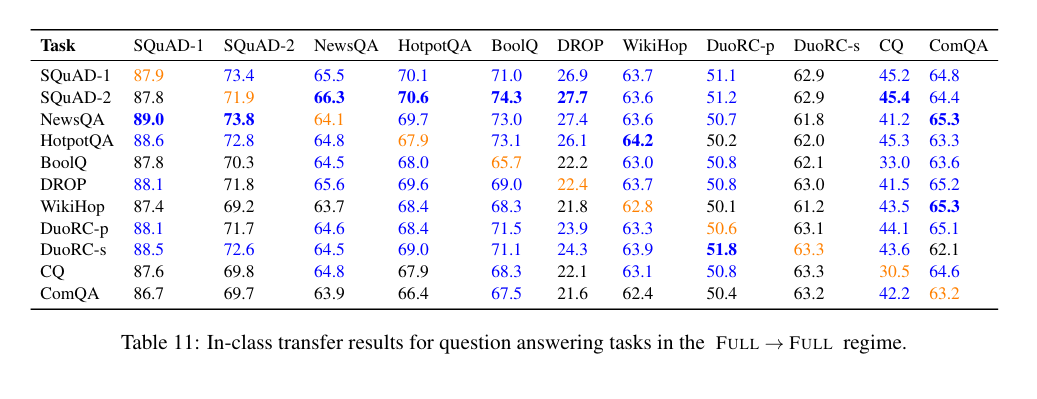 Task SQuAD-1 SQuAD-2 NewsQA HotpotQA BoolQ DROP WikiHop DuoRC-p DuoRC-s CQ ComQA
SQuAD-1 87.9 73.4 65.5 70.1 71.0 26.9 63.7 51.1 62.9 45.2 64.8
SQuAD-2 87.8 71.9 66.3 70.6 74.3 27.7 63.6 51.2 62.9 45.4 64.4
NewsQA 89.0 73.8 64.1 69.7 73.0 27.4 63.6 50.7 61.8 41.2 65.3
HotpotQA 88.6 72.8 64.8 67.9 73.1 26.1 64.2 50.2 62.0 45.3 63.3
BoolQ 87.8 70.3 64.5 68.0 65.7 22.2 63.0 50.8 62.1 33.0 63.6
DROP 88.1 71.8 65.6 69.6 69.0 22.4 63.7 50.8 63.0 41.5 65.2
WikiHop 87.4 69.2 63.7 68.4 68.3 21.8 62.8 50.1 61.2 43.5 65.3
DuoRC-p 88.1 71.7 64.6 68.4 71.5 23.9 63.3 50.6 63.1 44.1 65.1
DuoRC-s 88.5 72.6 64.5 69.0 71.1 24.3 63.9 51.8 63.3 43.6 62.1
CQ 87.6 69.8 64.8 67.9 68.3 22.1 63.1 50.8 63.3 30.5 64.6
ComQA 86.7 69.7 63.9 66.4 67.5 21.6 62.4 50.4 63.2 42.2 63.2
Table 11: In-class transfer results for question answering tasks in the FULL → FULL regime.